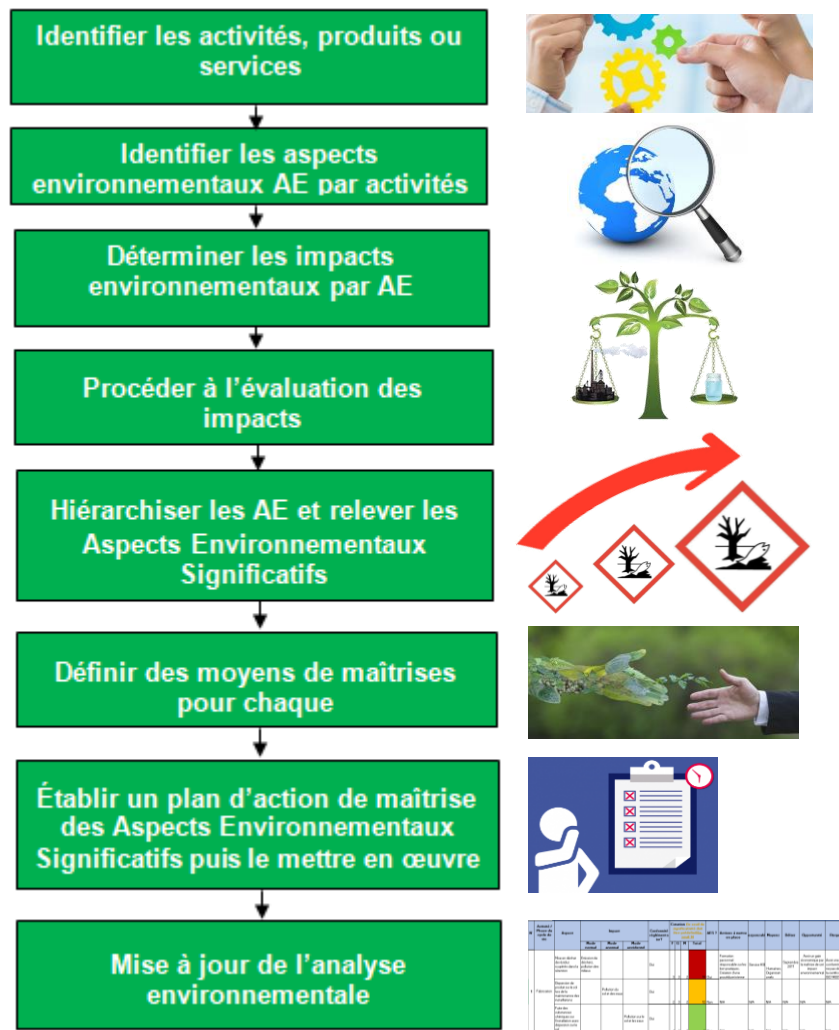 Identifier les activités, produits ou
services
Identifier les aspects
environnementaux AE par activités
Déterminer les impacts
environnementaux par AE
Procéder à l'évaluation des
impacts
Hiérarchiser les AE et relever les
Aspects Environnementaux
Significatifs
Définir des moyens de maîtrises
pour chaque
Établir un plan d'action de maîtrise
des Aspects Environnementaux
Significatifs puis le mettre en œuvre
Mise à jour de l'analyse
environnementale